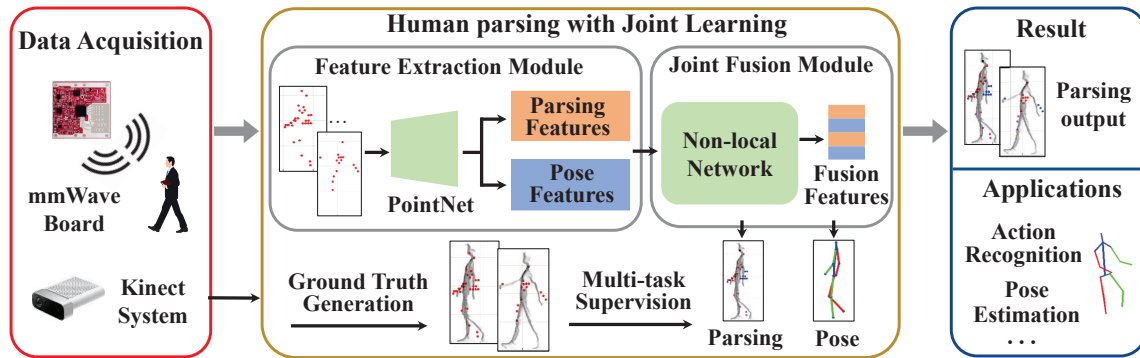 Data Acquisition
mmWave
Board
Kinect
System
Human parsing with Joint Learning
Feature Extraction Module
...
PointNet
Parsing
Features
Pose
Features
Joint Fusion Module
Non-local
Network
Fusion
Features
Ground Truth
Generation
Multi-task
Supervision
Parsing
Pose
Result
Parsing
output
Applications
Action
Recognition
Pose
Estimation
...